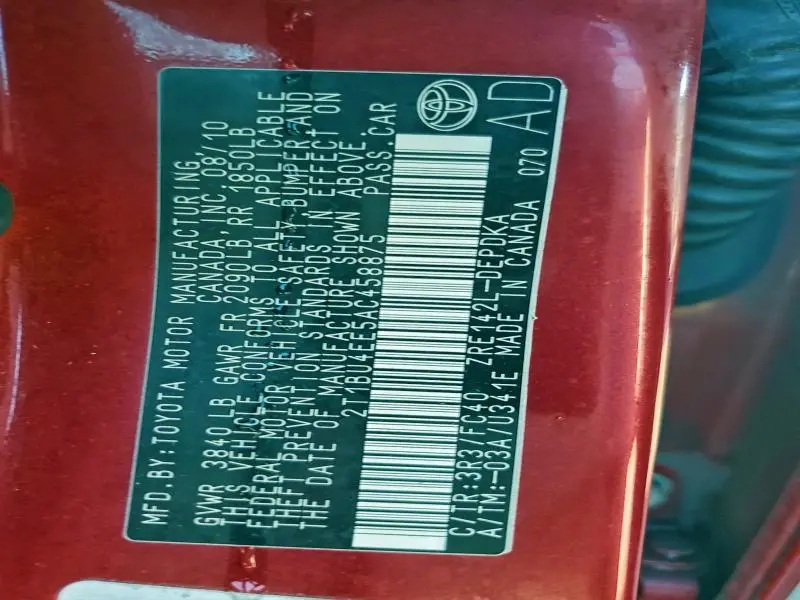 MFD.BY:TOYOTA MOTOR MANUFACTURING
CANADA, INC. 08/10
GVWR 3840LB GAWR FR 2090LB RR 1850LB
THIS VEHICLE CONFORMS TO ALL APPLICABLE
FEDERAL MOTOR VEHICLE SAFETY BUMPER, AND
THEFT PREVENTION STANDARDS IN EFFECT ON
THE DATE OF MANUFACTURE SHOWN ABOVE.
2T1BU4EE5AC458875 PASS.CAR
C/TR:3R3/FC40 ZRE142L-DEPDKA
A/TM:-03A/U341E MADE IN CANADA 070 AD